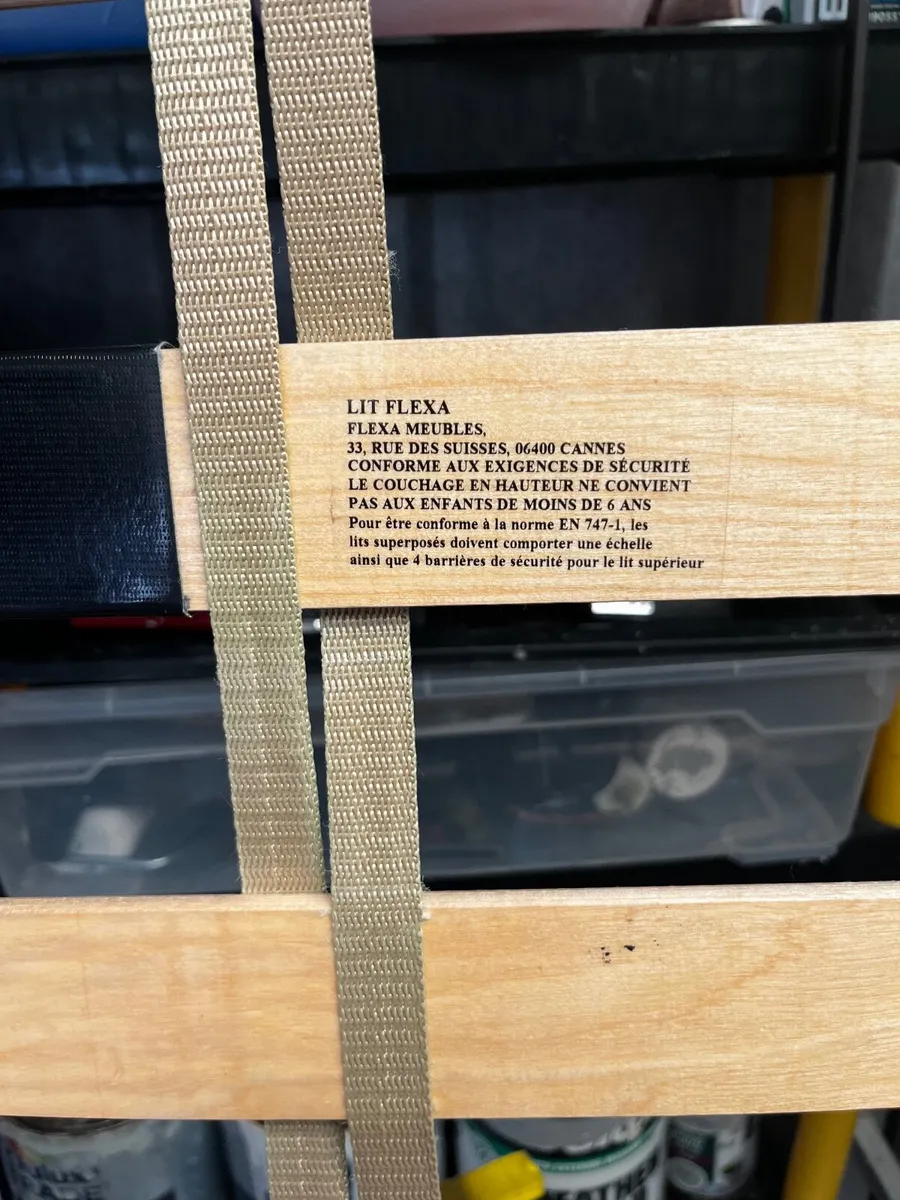 LIT FLEXA
FLEXA MEUBLES,
33, RUE DES SUISSES, 06400 CANNES
CONFORME AUX EXIGENCES DE SÉCURITÉ
LE COUCHAGE EN HAUTEUR NE CONVIENT
PAS AUX ENFANTS DE MOINS DE 6 ANS
Pour être conforme à la norme EN 747-1, les
lits superposés doivent comporter une échelle
ainsi que 4 barrières de sécurité pour le lit supérieur